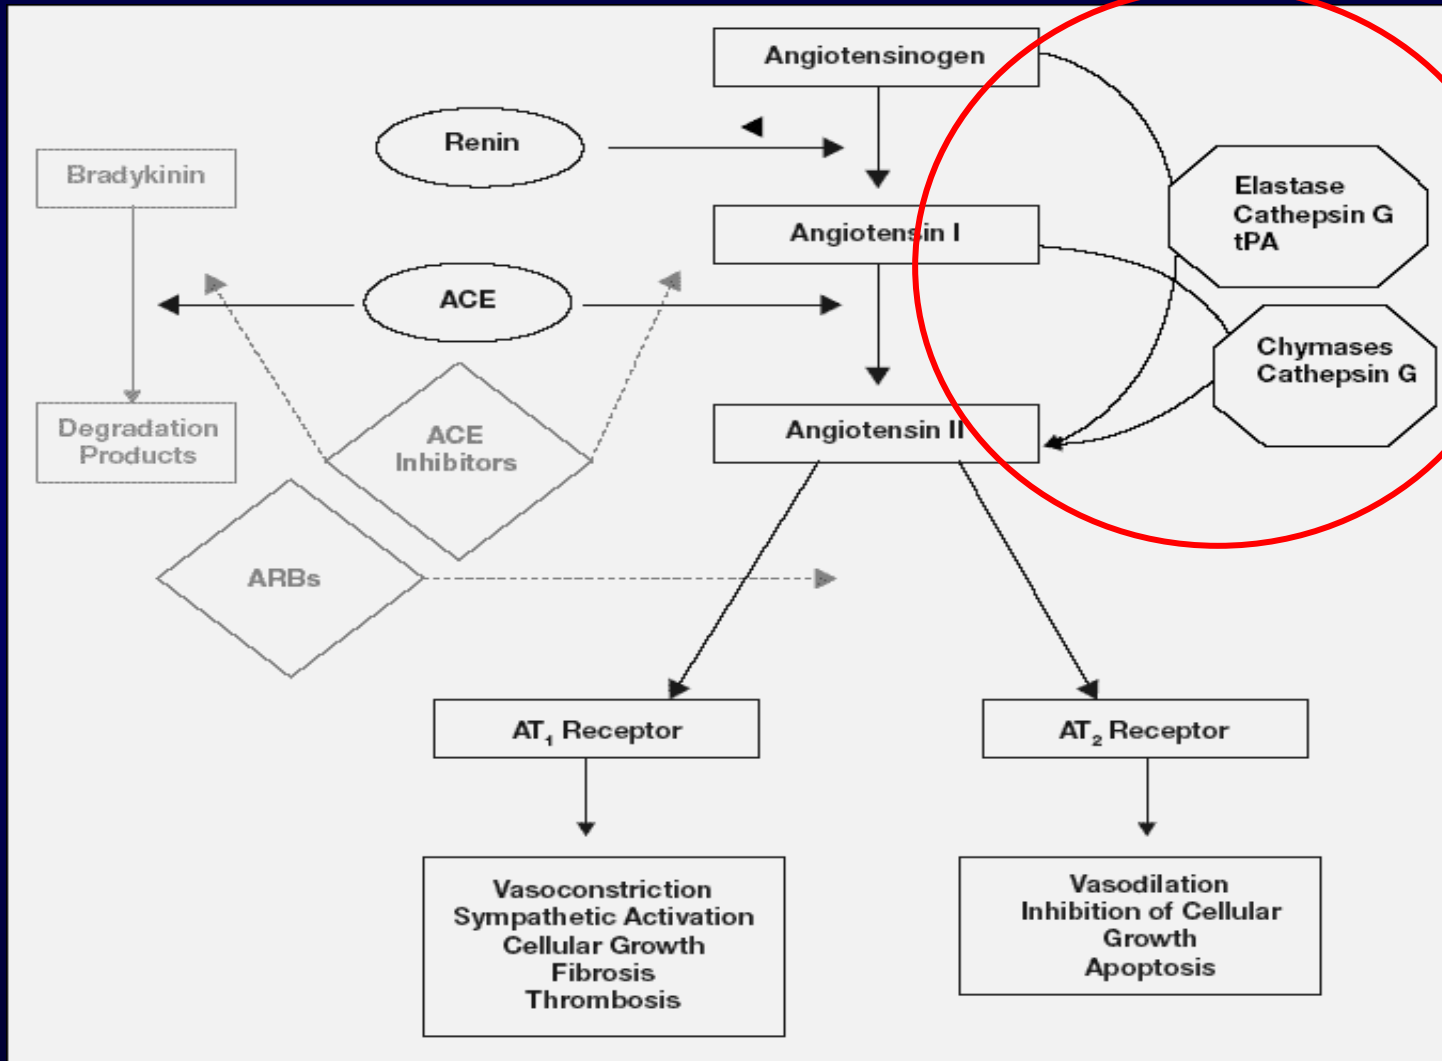 Angiotensinogen
Renin
Bradykinin
Elastase
Cathepsin G
tPA
Angiotensin I
ACE
Chymases
Cathepsin G
Degradation
Products
ACE
Inhibitors
Angiotensin II
ARBs
AT₁ Receptor
AT₂ Receptor
Vasoconstriction
Sympathetic Activation
Cellular Growth
Fibrosis
Thrombosis
Vasodilation
Inhibition of Cellular
Growth
Apoptosis